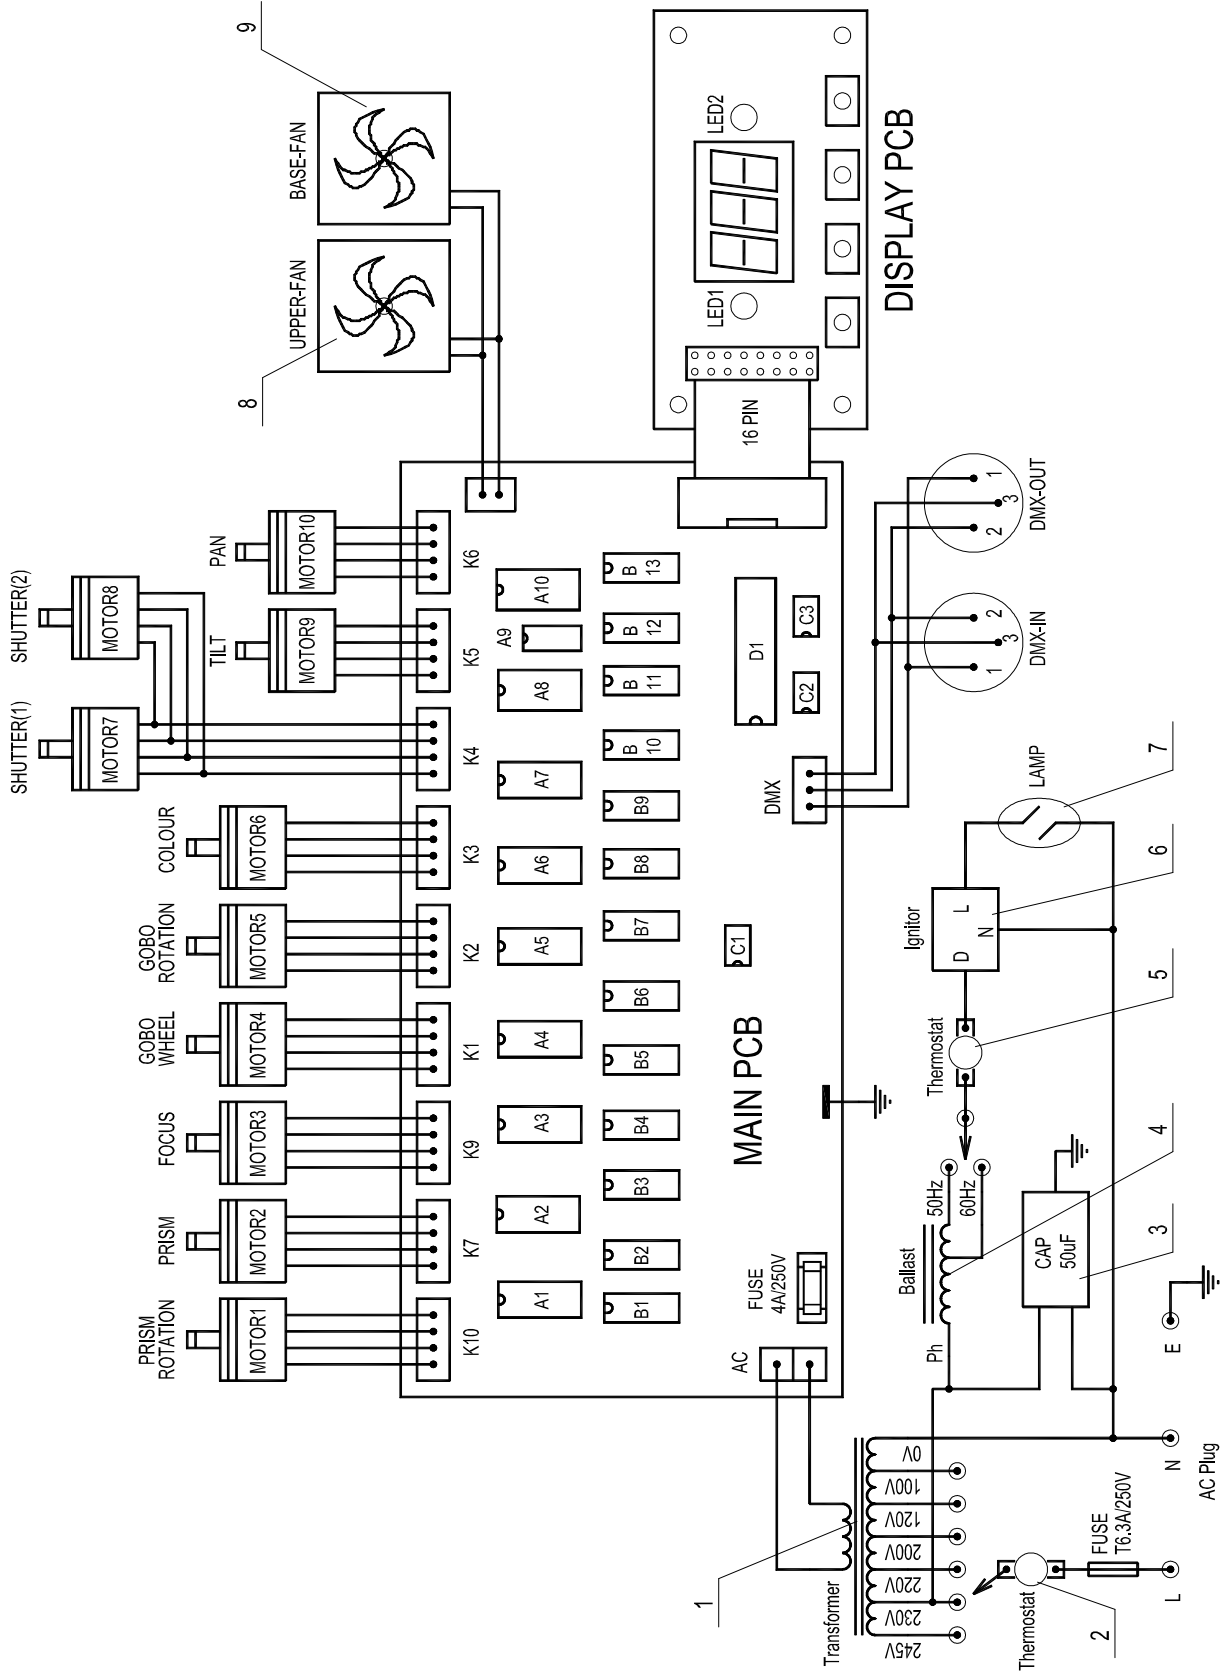 SHUTTER(1)
SHUTTER(2)
PRISM
ROTATION
PRISM
FOCUS
GOBO
WHEEL
GOBO
ROTATION
COLOUR
TILT
PAN
MOTOR1
MOTOR2
MOTOR3
MOTOR4
MOTOR5
MOTOR6
MOTOR7
MOTOR8
MOTOR9
MOTOR10
8
9
UPPER-FAN
BASE-FAN
K10
K7
K9
K1
K2
K3
K4
K5
K6
A1
A2
A3
A4
A5
A6
A7
A8
A9
A10
B1
B2
B3
B4
B5
B6
B7
B8
B9
B
10
B
11
B
12
B
13
MAIN PCB
C1
D1
C2
C3
AC
FUSE
4A/250V
DMX
16 PIN
LED1
LED2
DISPLAY PCB
DMX-IN
1
3
2
DMX-OUT
2
3
1
1
Transformer
245V
230V
220V
200V
120V
100V
0V
Thermostat
2
FUSE
T6.3A/250V
L
N
E
AC Plug
Ph
Ballast
50Hz
60Hz
CAP
50uF
Thermostat
Ignitor
D
N
L
LAMP
3
4
5
6
7